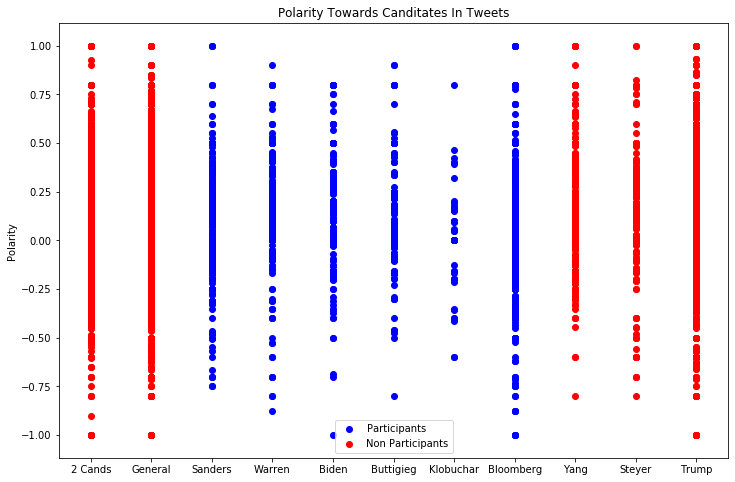 Polarity Towards Canditates In Tweets
Polarity
1.00
0.75
0.50
0.25
0.00
−0.25
−0.50
−0.75
−1.00
Participants
Non Participants
2 Cands General Sanders Warren Biden Buttigieg Klobuchar Bloomberg Yang Steyer Trump